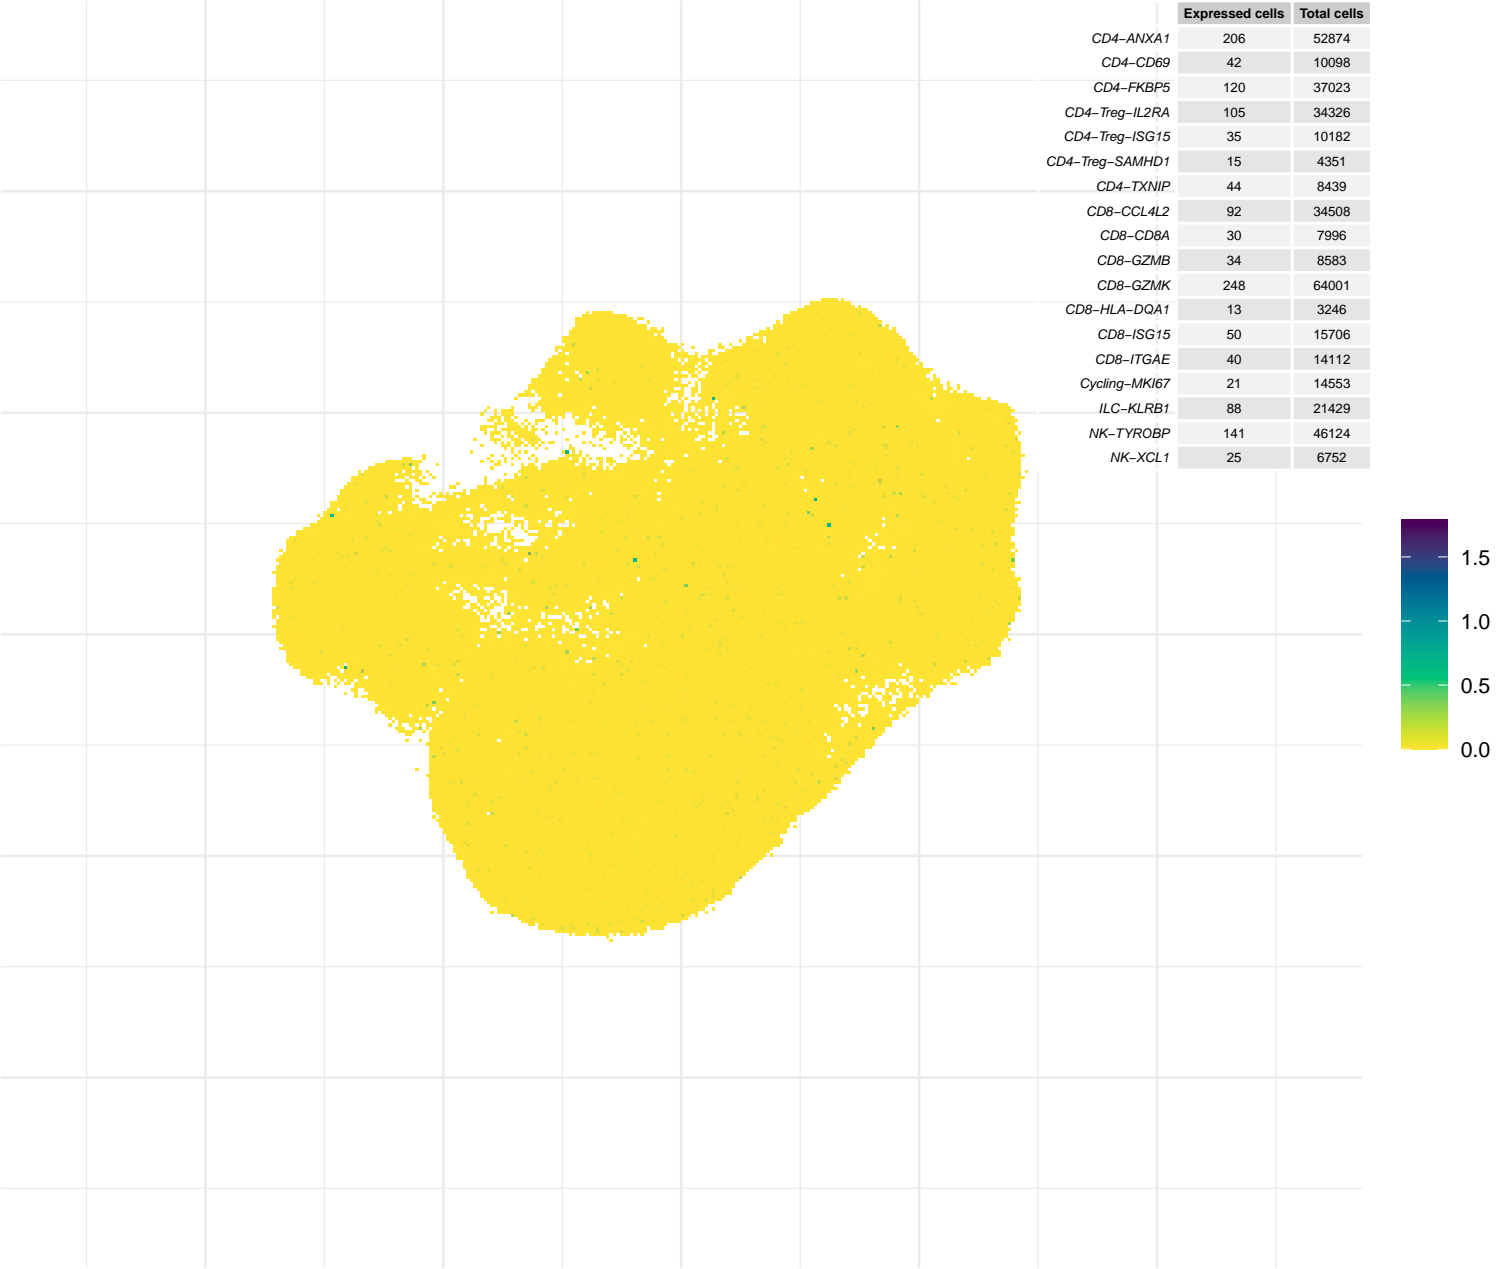 Expressed cells Total cells
CD4−ANXA1 206 52874
CD4−CD69 42 10098
CD4−FKBP5 120 37023
CD4−Treg−IL2RA 105 34326
CD4−Treg−ISG15 35 10182
CD4−Treg−SAMHD1 15 4351
CD4−TXNIP 44 8439
CD8−CCL4L2 92 34508
CD8−CD8A 30 7996
CD8−GZMB 34 8583
CD8−GZMK 248 64001
CD8−HLA−DQA1 13 3246
CD8−ISG15 50 15706
CD8−ITGAE 40 14112
Cycling−MKI67 21 14553
ILC−KLRB1 88 21429
NK−TYROBP 141 46124
NK−XCL1 25 6752
1.5
1.0
0.5
0.0